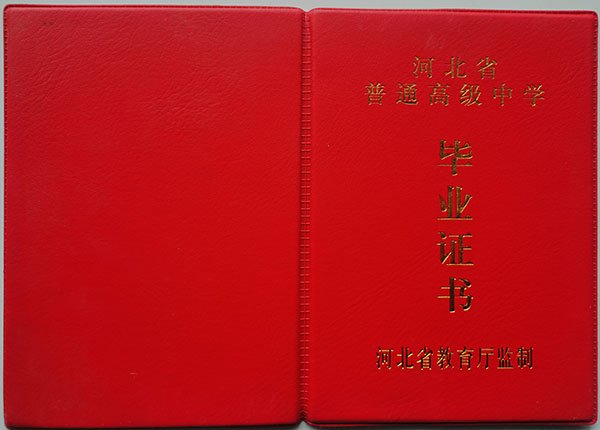 河北省
普通高级中学
毕业证书
河北省教育厅监制